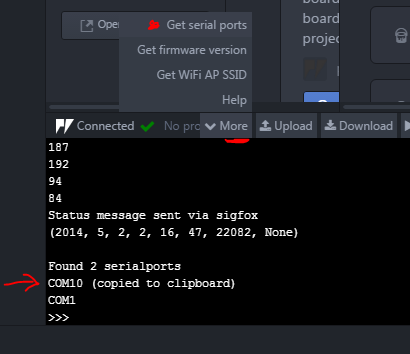 Open
board
board
projec
Get serial ports
Get firmware version
Get WiFi AP SSID
Help
Connected No pro More Upload Download
187
192
94
84
Status message sent via sigfox
(2014, 5, 2, 2, 16, 47, 22082, None)
Found 2 serialports
COM10 (copied to clipboard)
COM1
>>>